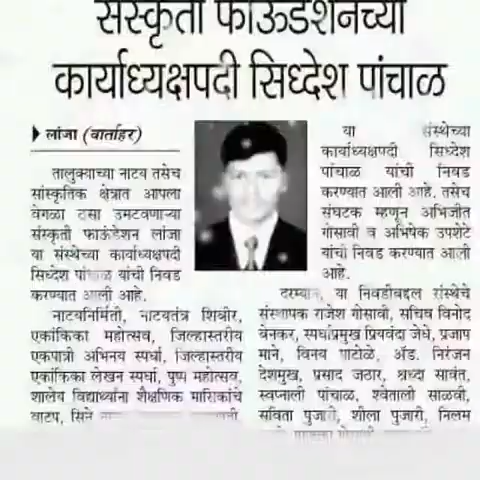 संस्कृती फाऊंडेशनच्या
कार्याध्यक्षपदी सिध्देश पांचाळ
लांजा (वार्ताहर)
तालुक्याच्या नाटय तसेच
सांस्कृतिक क्षेत्रात आपला
वेगळा ठसा उमटवणाऱ्या
संस्कृती फाऊंडेशन लांजा
या संस्थेच्या कार्याध्यक्षपदी
सिध्देश पांचाळ यांची निवड
करण्यात आली आहे.
नाटयनिर्मिती, नाटयतंत्र शिबीर,
एकांकिका महोत्सव, जिल्हास्तरीय
एकपात्री अभिनय स्पर्धा, जिल्हास्तरीय
एकांकिका लेखन स्पर्धा, पुष्प महोत्सव,
शालेय विद्यार्थ्यांना शैक्षणिक मासिकांचे
वाटप, सिने
या संस्थेच्या
कार्याध्यक्षपदी सिध्देश
पांचाळ यांची निवड
करण्यात आली आहे. तसेच
संघटक म्हणून अभिजीत
गोसावी व अभिषेक उपशेटे
यांची निवड करण्यात आली
आहे.
दरम्यान, या निवडीबद्दल संस्थेचे
संस्थापक राजेश गोसावी, सचिव विनोद
बेनकर, स्पर्धाप्रमुख प्रियवंदा जेधे, प्रजाप
माने, विनय पाटोळे, ॲड. निरंजन
देशमुख, प्रसाद जठार, श्रध्दा सावंत,
स्वप्नाली पांचाळ, श्वेताली साळवी,
सविता पुजारी, शीला पुजारी, निलम